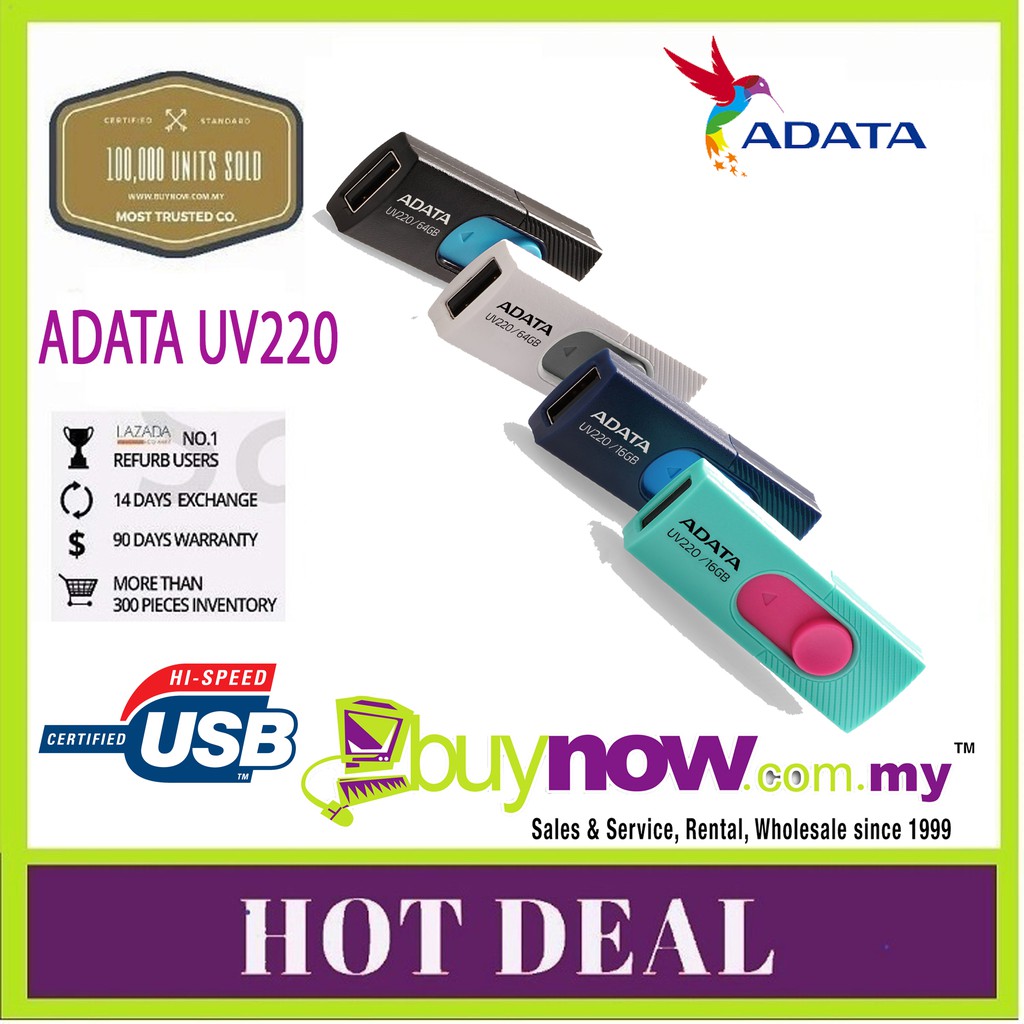 CERTIFIED STANDARD
100,000 UNITS SOLD
WWW.BUYNOW.COM.MY
MOST TRUSTED CO.
ADATA
ADATA
UV220/64GB
ADATA
UV220/64GB
ADATA
UV220/16GB
ADATA
UV220/16GB
ADATA UV220
LAZADA NO.1
REFURB USERS
14 DAYS EXCHANGE
$ 90 DAYS WARRANTY
MORE THAN
300 PIECES INVENTORY
HI-SPEED
CERTIFIED USB
TM
buynow.com.my TM
Sales & Service, Rental, Wholesale since 1999
HOT DEAL